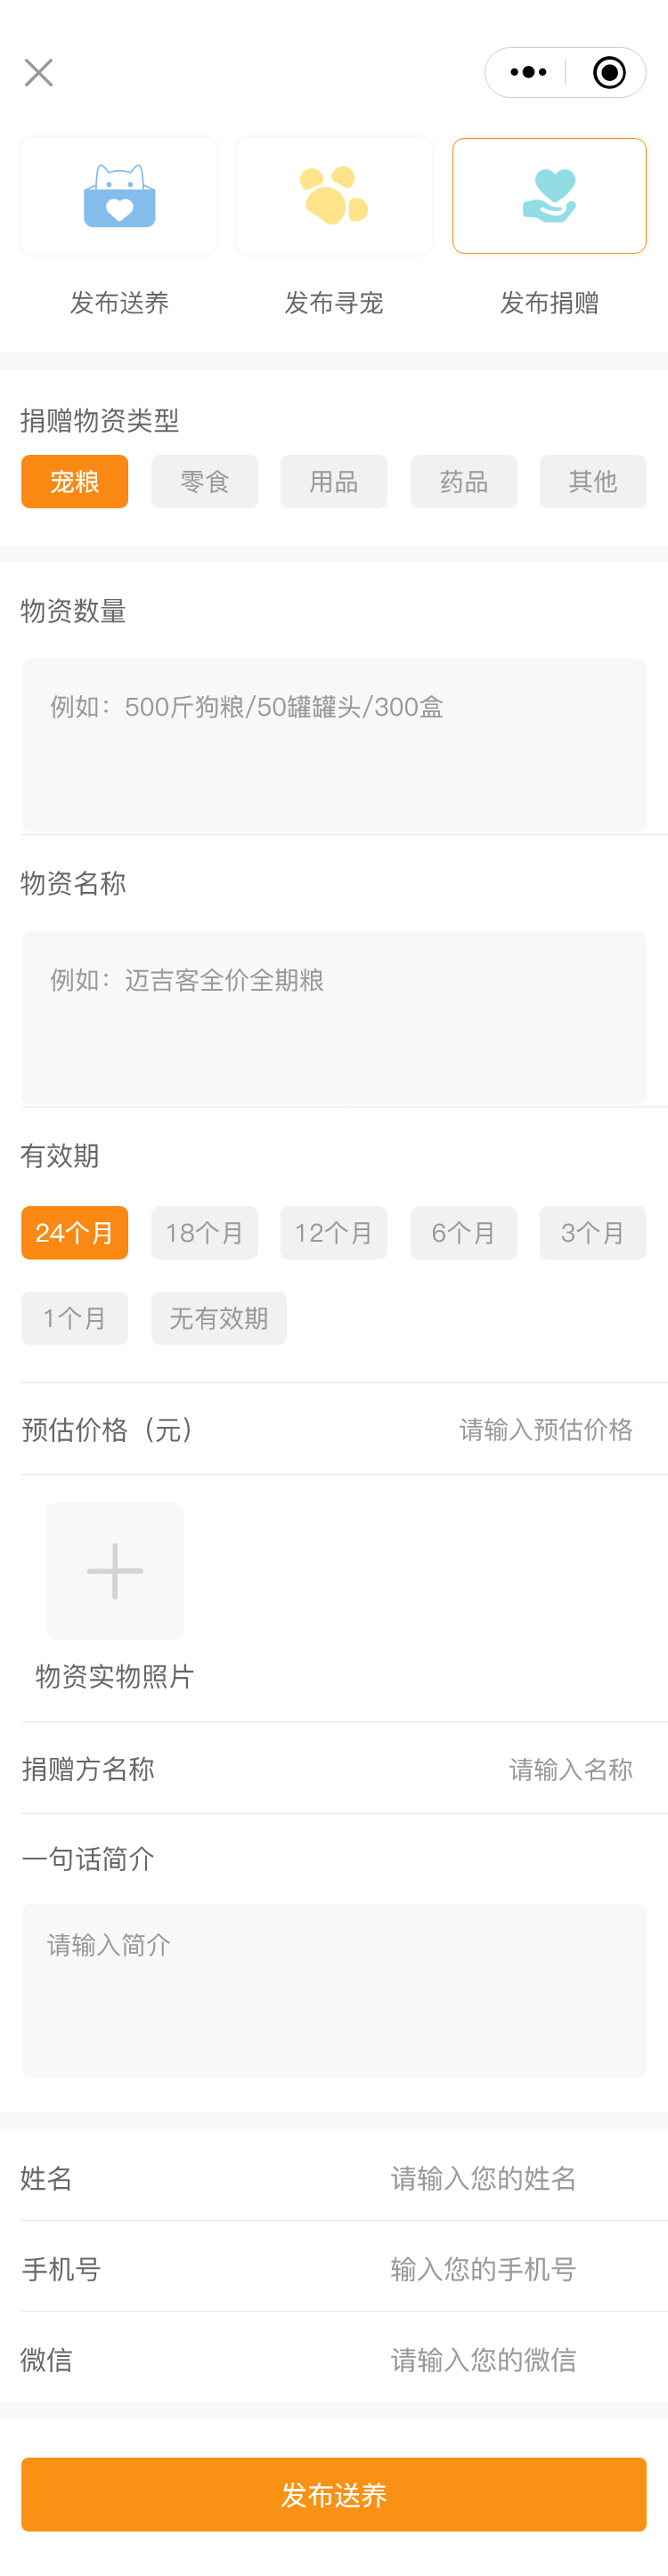 发布送养 发布寻宠 发布捐赠
捐赠物资类型
宠粮 零食 用品 药品 其他
物资数量
例如：500斤狗粮/50罐罐头/300盒
物资名称
例如：迈吉客全价全期粮
有效期
24个月 18个月 12个月 6个月 3个月
1个月 无有效期
预估价格（元） 请输入预估价格
物资实物照片
捐赠方名称 请输入名称
一句话简介
请输入简介
姓名 请输入您的姓名
手机号 输入您的手机号
微信 请输入您的微信
发布送养